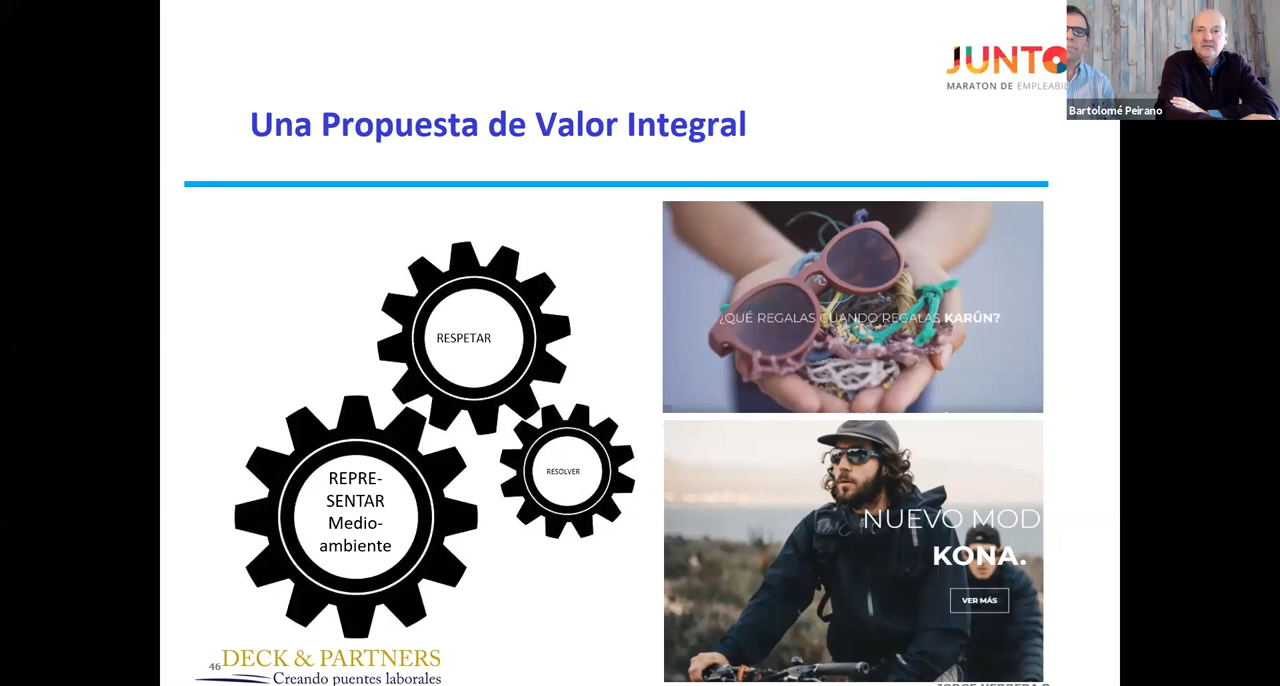 JUNTO
MARATON DE EMPLEABIL
Bartolomé Peirano
Una Propuesta de Valor Integral
RESPETAR
¿QUÉ REGALAS CUANDO REGALAS KARÜN?
RESOLVER
REPRE-
SENTAR
Medio-
ambiente
NUEVO MOD
KONA.
VER MÁS
46
DECK & PARTNERS
Creando puentes laborales